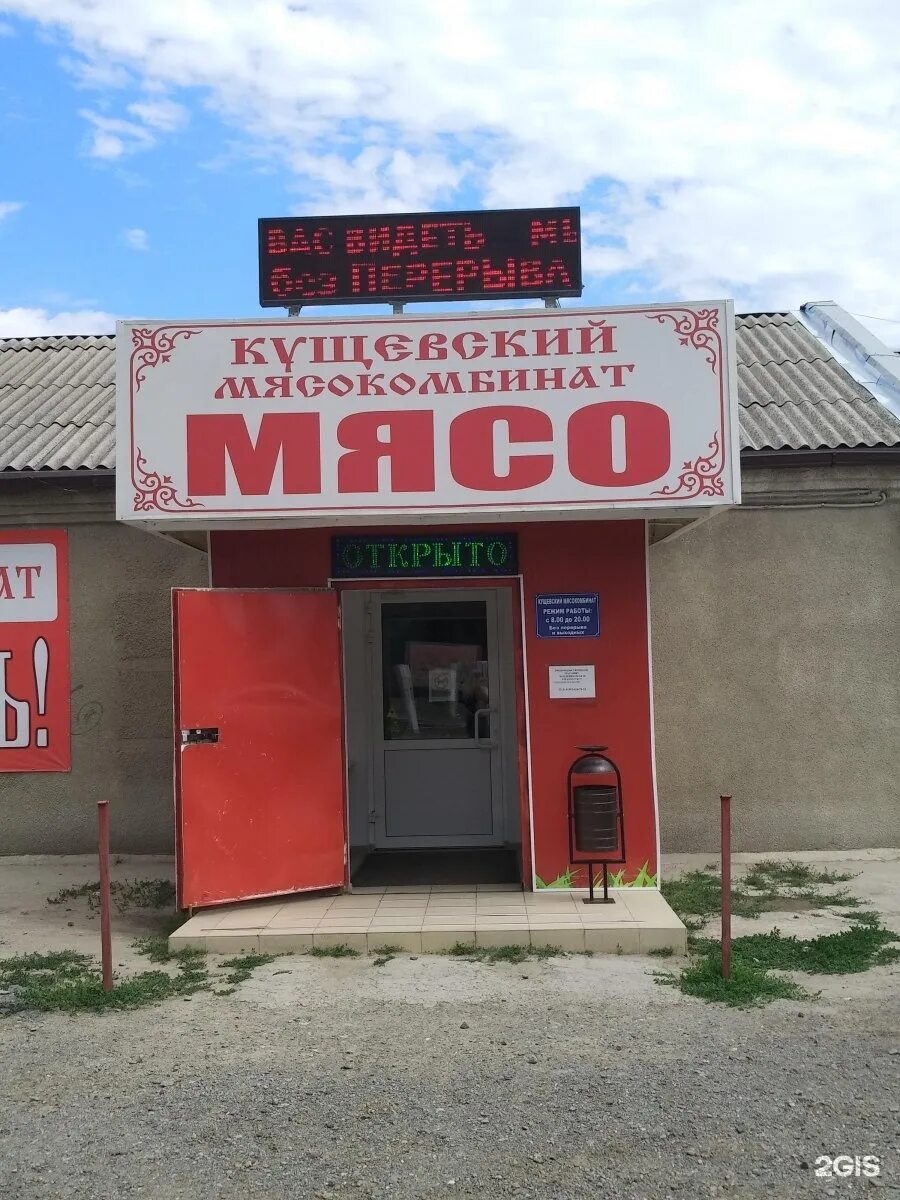 ВАС ВИДЕТЬ МЫ
без ПЕРЕРЫВА
КУЩЕВСКИЙ
МЯСОКОМБИНАТ
МЯСО
ОТКРЫТО
КУЩЕВСКИЙ МЯСОКОМБИНАТ
РЕЖИМ РАБОТЫ:
с 8.00 до 20.00
Без перерыва
и выходных
АТ
Ь!
2GIS